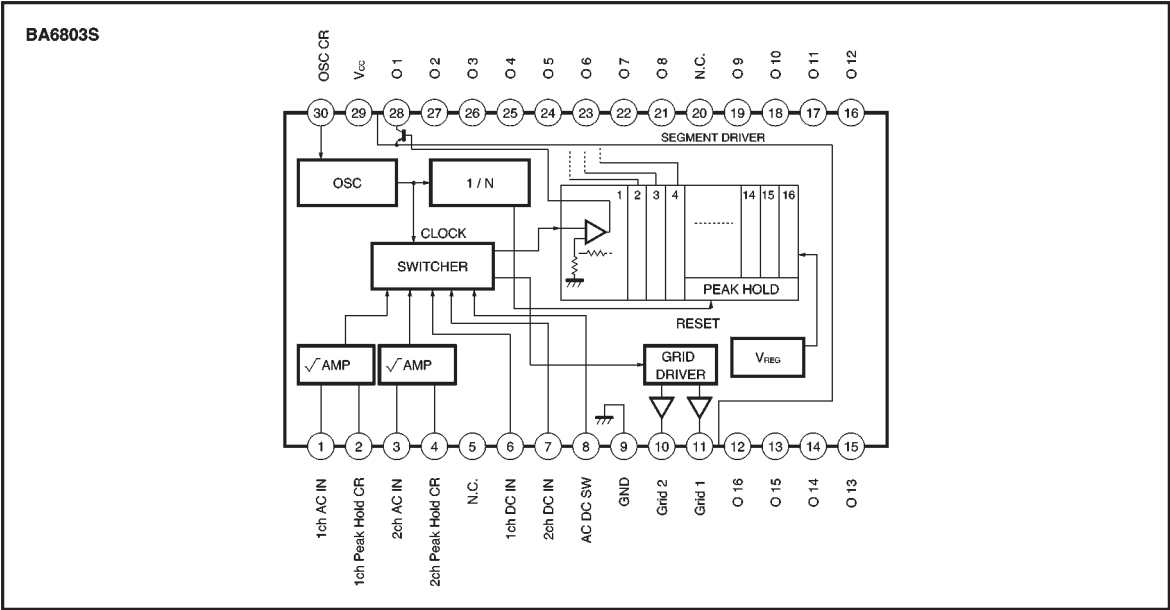 BA6803S
OSC CR
Vcc
O 1
O 2
O 3
O 4
O 5
O 6
O 7
O 8
N.C.
O 9
O 10
O 11
O 12
30 29 28 27 26 25 24 23 22 21 20 19 18 17 16
SEGMENT DRIVER
OSC
1 / N
1 2 3 4 14 15 16
CLOCK
SWITCHER
PEAK HOLD
RESET
√ AMP
√ AMP
GRID
DRIVER
VREG
1 2 3 4 5 6 7 8 9 10 11 12 13 14 15
1ch AC IN
1ch Peak Hold CR
2ch AC IN
2ch Peak Hold CR
N.C.
1ch DC IN
2ch DC IN
AC DC SW
GND
Grid 2
Grid 1
O 16
O 15
O 14
O 13